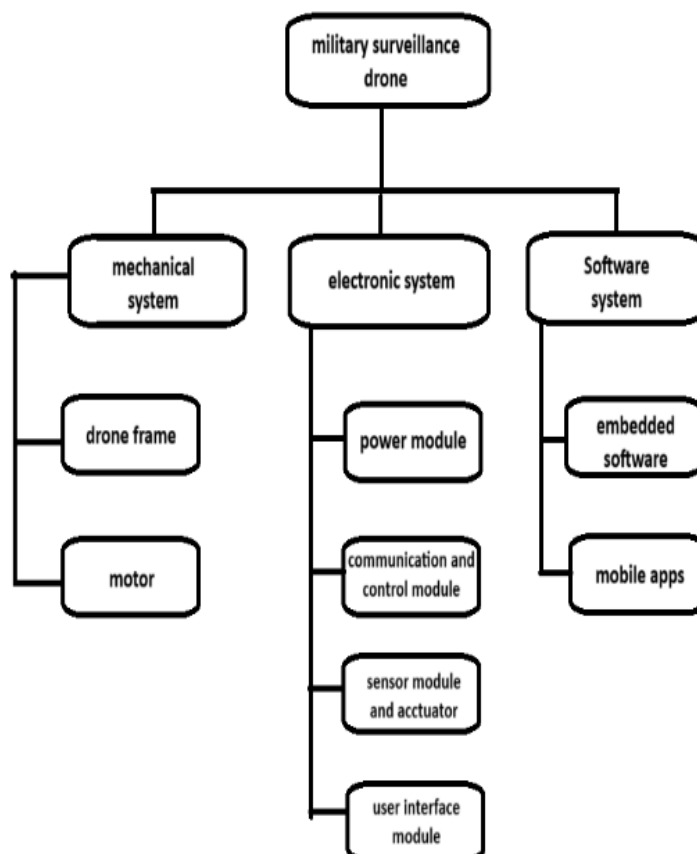 military surveillance
drone
mechanical
system
electronic system
Software
system
drone frame
power module
embedded
software
motor
communication and
control module
mobile apps
sensor module
and acctuator
user interface
module